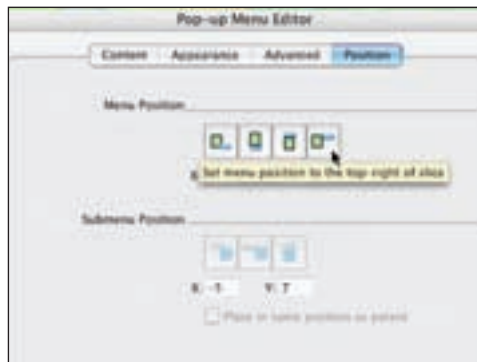 Pop-up Menu Editor
Content Appearance Advanced Position
Menu Position
Set menu position to the top right of slice
Submenu Position
X: -5 Y: 7
Place in same position as parent